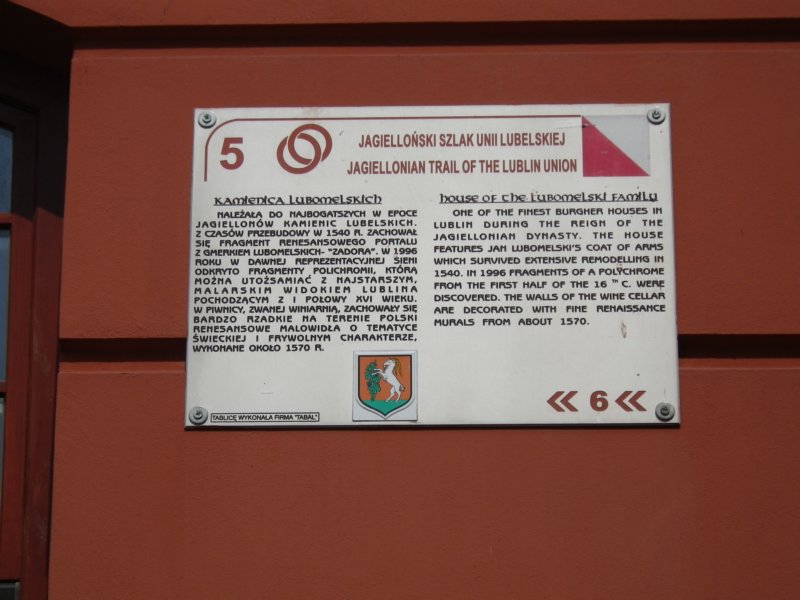 5
JAGIELLOŃSKI SZLAK UNII LUBELSKIEJ
JAGIELLONIAN TRAIL OF THE LUBLIN UNION
KAMIENICA LUBOMELSKICH
NALEŻAŁĄ DO NAJBOGATSZYCH W EPOCE
JAGIELLONÓW KAMIENIC LUBELSKICH.
Z CZASÓW PRZEBUDOWY W 1540 R. ZACHOWAŁ
SIĘ FRAGMENT RENESANSOWEGO PORTALU
Z GMERKIEM LUBOMELSKICH- "ZADORA". W 1996
ROKU W DAWNEJ REPREZENTACYJNEJ SIENI
ODKRYTO FRAGMENTY POLICHROMII, KTÓRĄ
MOŻNA UTOŻSAMIAĆ Z NAJSTARSZYM,
MALARSKIM WIDOKIEM LUBLINA
POCHODZĄCYM Z I POŁOWY XVI WIEKU.
W PIWNICY, ZWANEJ WINIARNIĄ, ZACHOWAŁY SIĘ
BARDZO RZADKIE NA TERENIE POLSKI
RENESANSOWE MALOWIDŁA O TEMATYCE
ŚWIECKIEJ I FRYWOLNYM CHARAKTERZE,
WYKONANE OKOŁO 1570 R.
HOUSE OF THE LUBOMELSKI FAMILY
ONE OF THE FINEST BURGHER HOUSES IN
LUBLIN DURING THE REIGN OF THE
JAGIELLONIAN DYNASTY. THE HOUSE
FEATURES JAN LUBOMELSKI'S COAT OF ARMS
WHICH SURVIVED EXTENSIVE REMODELLING IN
1540. IN 1996 FRAGMENTS OF A POLYCHROME
FROM THE FIRST HALF OF THE 16 TH C. WERE
DISCOVERED. THE WALLS OF THE WINE CELLAR
ARE DECORATED WITH FINE RENAISSANCE
MURALS FROM ABOUT 1570.
<< 6 <<
TABLICĘ WYKONAŁA FIRMA "TABAL"